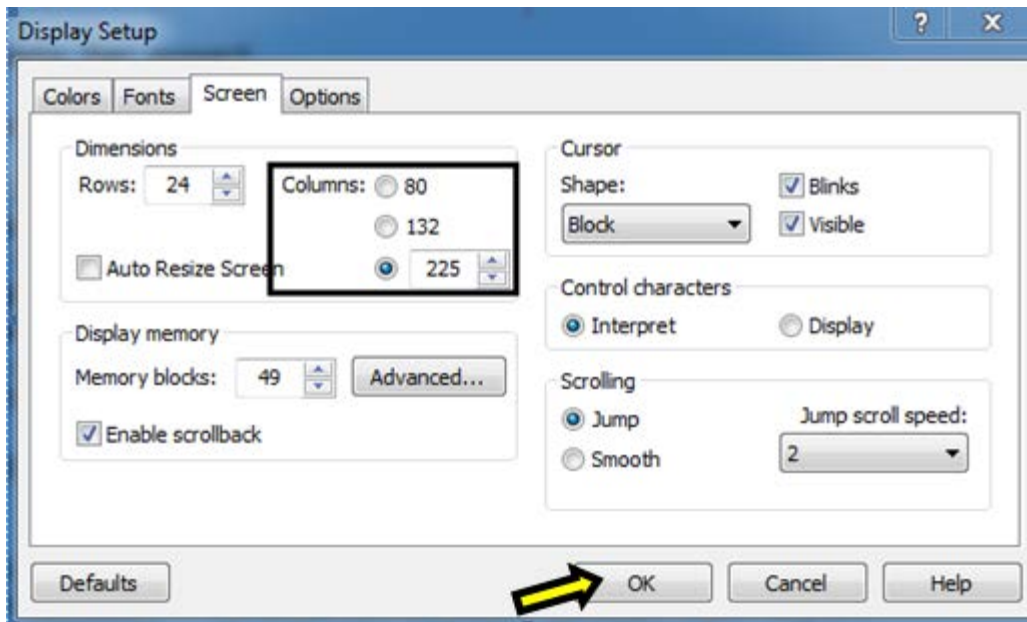 Display Setup
Colors Fonts Screen Options
Dimensions
Rows: 24
Columns: 80
132
Auto Resize Screen 225
Display memory
Memory blocks: 49 Advanced...
Enable scrollback
Cursor
Shape: Blinks
Block Visible
Control characters
Interpret Display
Scrolling
Jump Jump scroll speed:
Smooth 2
Defaults OK Cancel Help